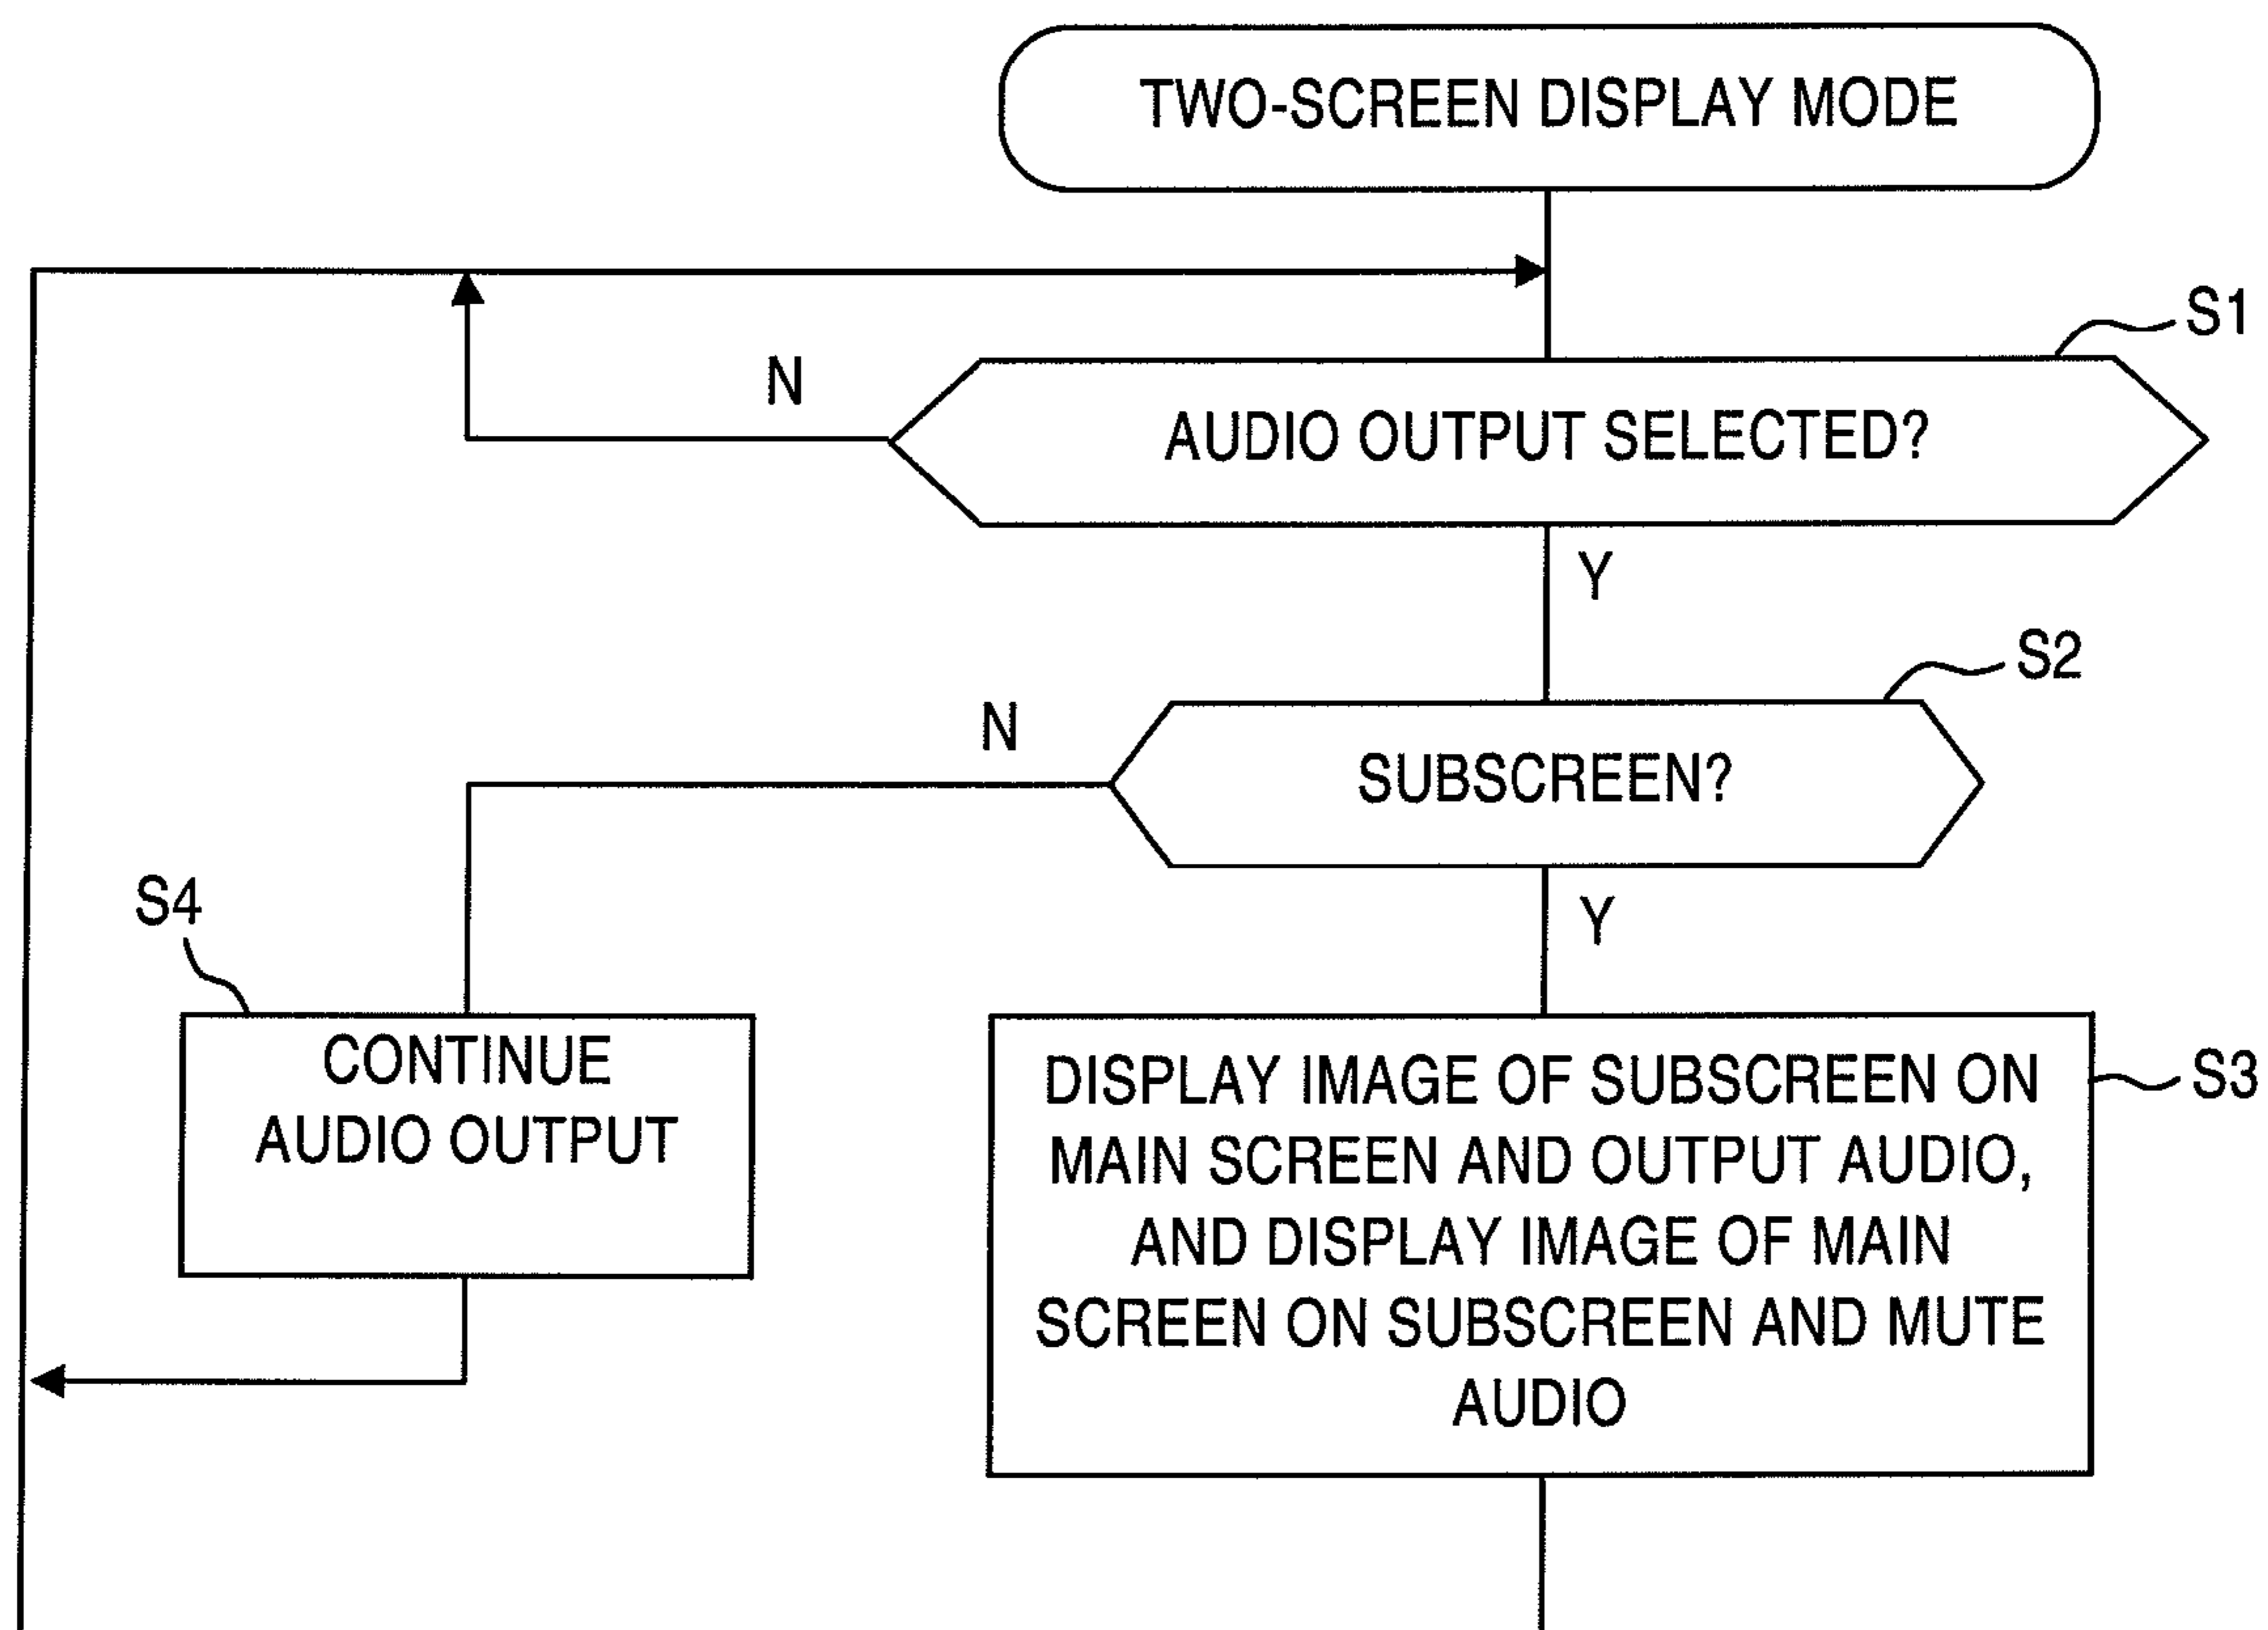 TWO-SCREEN DISPLAY MODE
S1
N
AUDIO OUTPUT SELECTED?
Y
S2
N
SUBSCREEN?
Y
S4
CONTINUE
AUDIO OUTPUT
S3
DISPLAY IMAGE OF SUBSCREEN ON
MAIN SCREEN AND OUTPUT AUDIO,
AND DISPLAY IMAGE OF MAIN
SCREEN ON SUBSCREEN AND MUTE
AUDIO